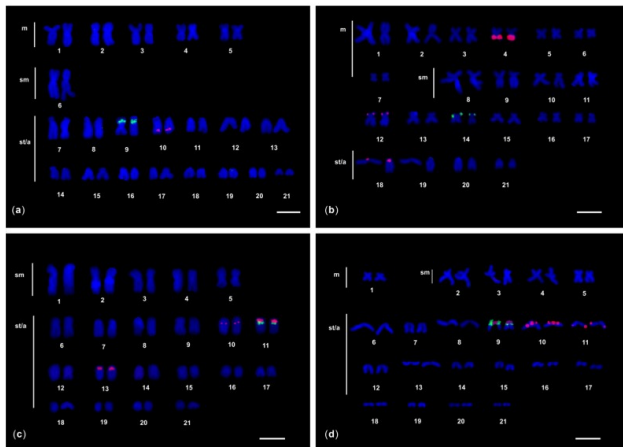 m
1 2 3 4 5
sm
6
st/a
7 8 9 10 11 12 13
14 15 16 17 18 19 20 21
(a)
m
1 2 3 4 5 6
sm
7 8 9 10 11
12 13 14 15 16 17
st/a
18 19 20 21
(b)
sm
1 2 3 4 5
st/a
6 7 8 9 10 11
12 13 14 15 16 17
18 19 20 21
(c)
m sm
1 2 3 4 5
st/a
6 7 8 9 10 11
12 13 14 15 16 17
18 19 20 21
(d)